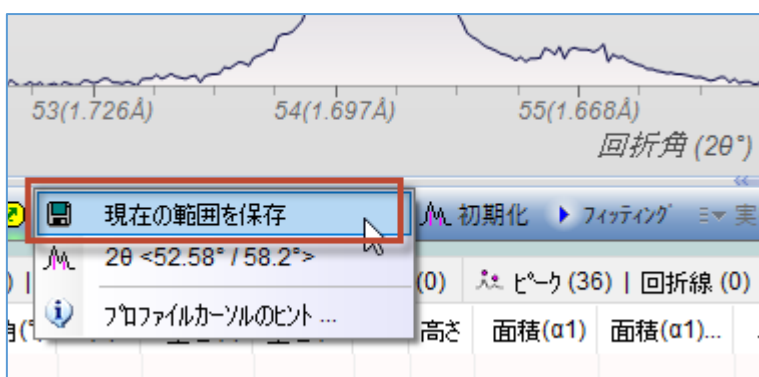 53(1.726Å) 54(1.697Å) 55(1.668Å)
回折角 (2θ°)
現在の範囲を保存
初期化 ﾌｨｯﾃｨﾝｸﾞ 実
2θ <52.58° / 58.2°>
) | (0) ﾋﾟｰｸ (36) | 回折線 (0)
ﾌﾟﾛﾌｧｲﾙｶｰｿﾙのﾋﾝﾄ ...
角(° 高さ 面積(α1) 面積(α1)...